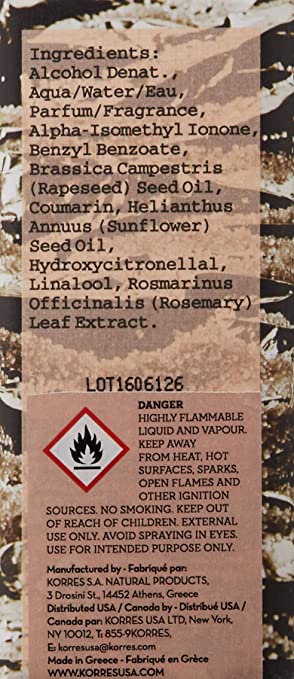 Ingredients:
Alcohol Denat.,
Aqua/Water/Eau,
Parfum/Fragrance,
Alpha-Isomethyl Ionone,
Benzyl Benzoate,
Brassica Campestris
(Rapeseed) Seed Oil,
Coumarin, Helianthus
Annuus (Sunflower)
Seed Oil,
Hydroxycitronellal,
Linalool, Rosmarinus
Officinalis (Rosemary)
Leaf Extract.
LOT1606126
DANGER
HIGHLY FLAMMABLE
LIQUID AND VAPOUR.
KEEP AWAY
FROM HEAT, HOT
SURFACES, SPARKS,
OPEN FLAMES AND
OTHER IGNITION
SOURCES. NO SMOKING. KEEP OUT
OF REACH OF CHILDREN. EXTERNAL
USE ONLY. AVOID SPRAYING IN EYES.
USE FOR INTENDED PURPOSE ONLY.
Manufactured by - Fabriqué par:
KORRES S.A. NATURAL PRODUCTS,
3 Drosini St., 14452 Athens, Greece
Distributed USA / Canada by - Distribué USA /
Canada par: KORRES USA LTD, New York,
NY 10012, T: 855-9KORRES,
E: korresusa@korres.com
Made in Greece - Fabriqué en Grèce
WWW.KORRESUSA.COM